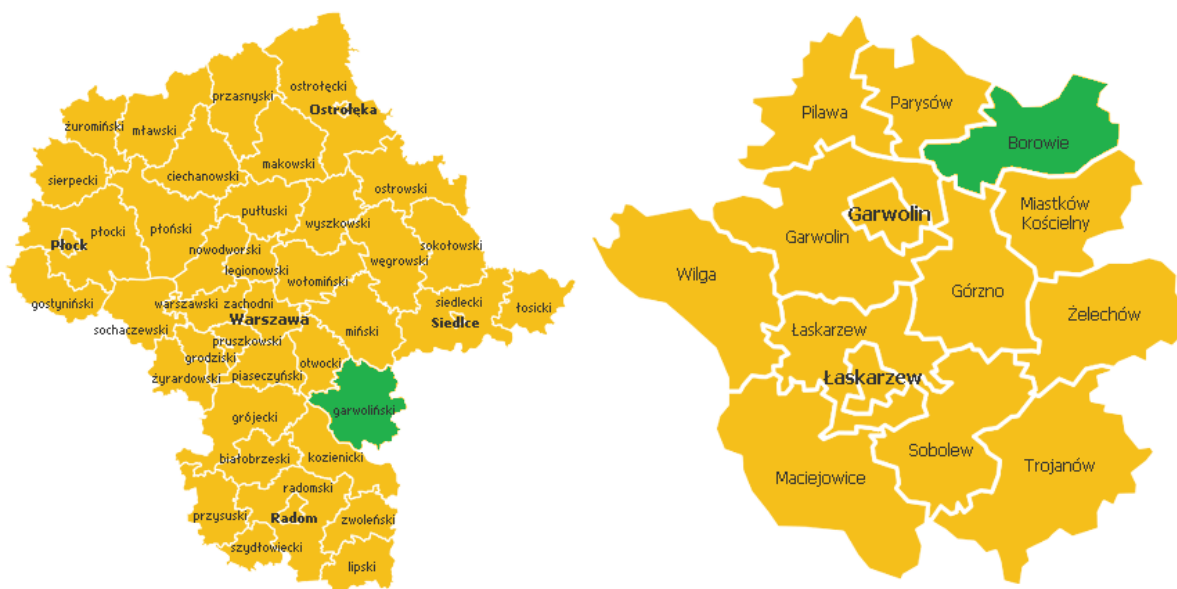 ostrołęcki
przasnyski
Ostrołęka
żuromiński
mławski
makowski
ciechanowski
sierpecki
ostrowski
pułtuski
wyszkowski
płocki
płoński
Płock
sokołowski
nowodworski
węgrowski
legionowski
wołomiński
gostyniński
warszawski zachodni
siedlecki
łosicki
Warszawa
Siedlce
sochaczewski
miński
pruszkowski
grodziski
otwocki
żyrardowski
piaseczyński
garwoliński
grójecki
białobrzeski
kozienicki
radomski
przysuski
Radom
zwoleński
szydłowiecki
lipski
Pilawa
Parysów
Borowie
Miastków
Kościelny
Garwolin
Garwolin
Wilga
Górzno
Żelechów
Łaskarzew
Łaskarzew
Sobolew
Maciejowice
Trojanów